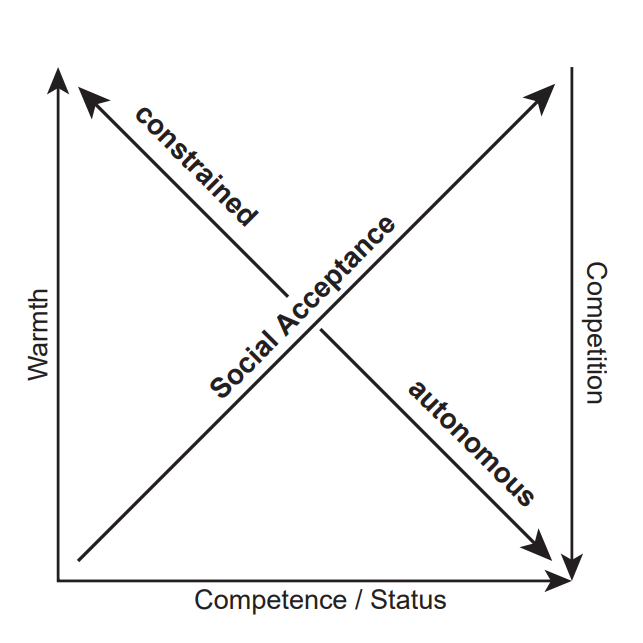 constrained
Social Acceptance
autonomous
Warmth
Competition
Competence / Status